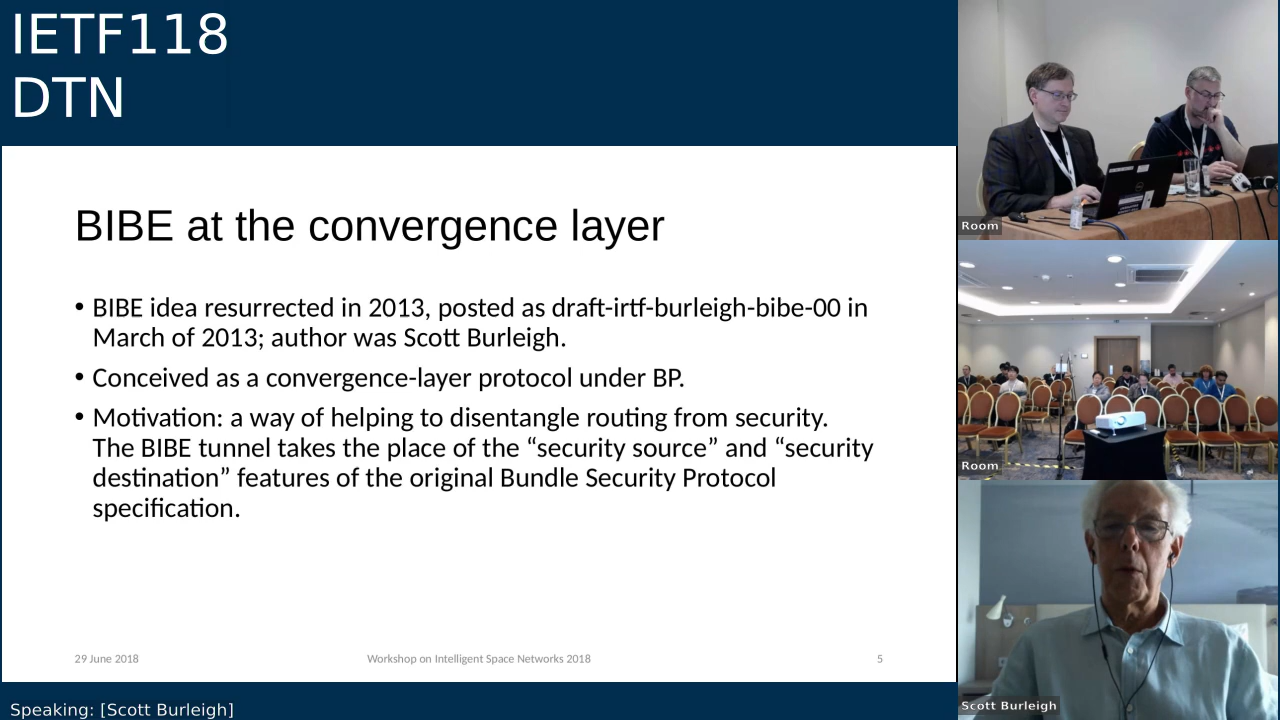 IETF118
DTN
BIBE at the convergence layer
• BIBE idea resurrected in 2013, posted as draft-irtf-burleigh-bibe-00 in
March of 2013; author was Scott Burleigh.
• Conceived as a convergence-layer protocol under BP.
• Motivation: a way of helping to disentangle routing from security.
The BIBE tunnel takes the place of the “security source” and “security
destination” features of the original Bundle Security Protocol
specification.
29 June 2018
Workshop on Intelligent Space Networks 2018
5
Speaking: [Scott Burleigh]
Room
Room
Scott Burleigh